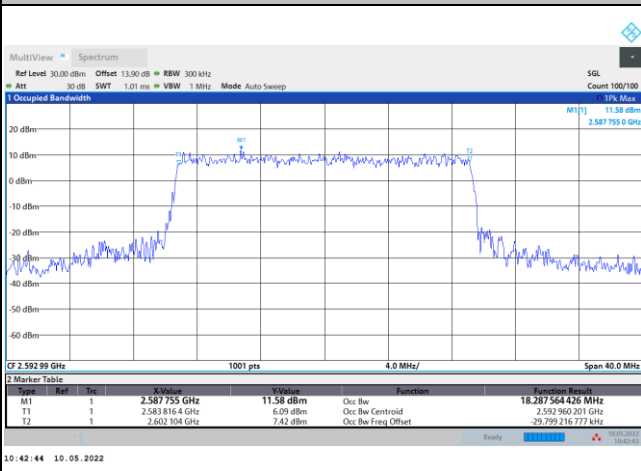 MultiView Spectrum
Ref Level 30.00 dBm Offset 13.90 dB RBW 300 kHz SGL
Att 30 dB SWT 1.01 ms VBW 1 MHz Mode Auto Sweep Count 100/100
1 Occupied Bandwidth 1Pk Max
M1[1] 11.58 dBm
2.587 755 0 GHz
M1
20 dBm
T1 T2
10 dBm
0 dBm
-10 dBm
-20 dBm
-30 dBm
-40 dBm
-50 dBm
-60 dBm
CF 2.592 99 GHz 1001 pts 4.0 MHz/ Span 40.0 MHz
2 Marker Table
Type Ref Trc X-Value Y-Value Function Function Result
M1 1 2.587 755 GHz 11.58 dBm Occ Bw 18.287 564 426 MHz
T1 1 2.583 816 4 GHz 6.09 dBm Occ Bw Centroid 2.592 960 201 GHz
T2 1 2.602 104 GHz 7.42 dBm Occ Bw Freq Offset -29.799 216 777 kHz
Ready 10.05.2022
10:42:43
10:42:44 10.05.2022